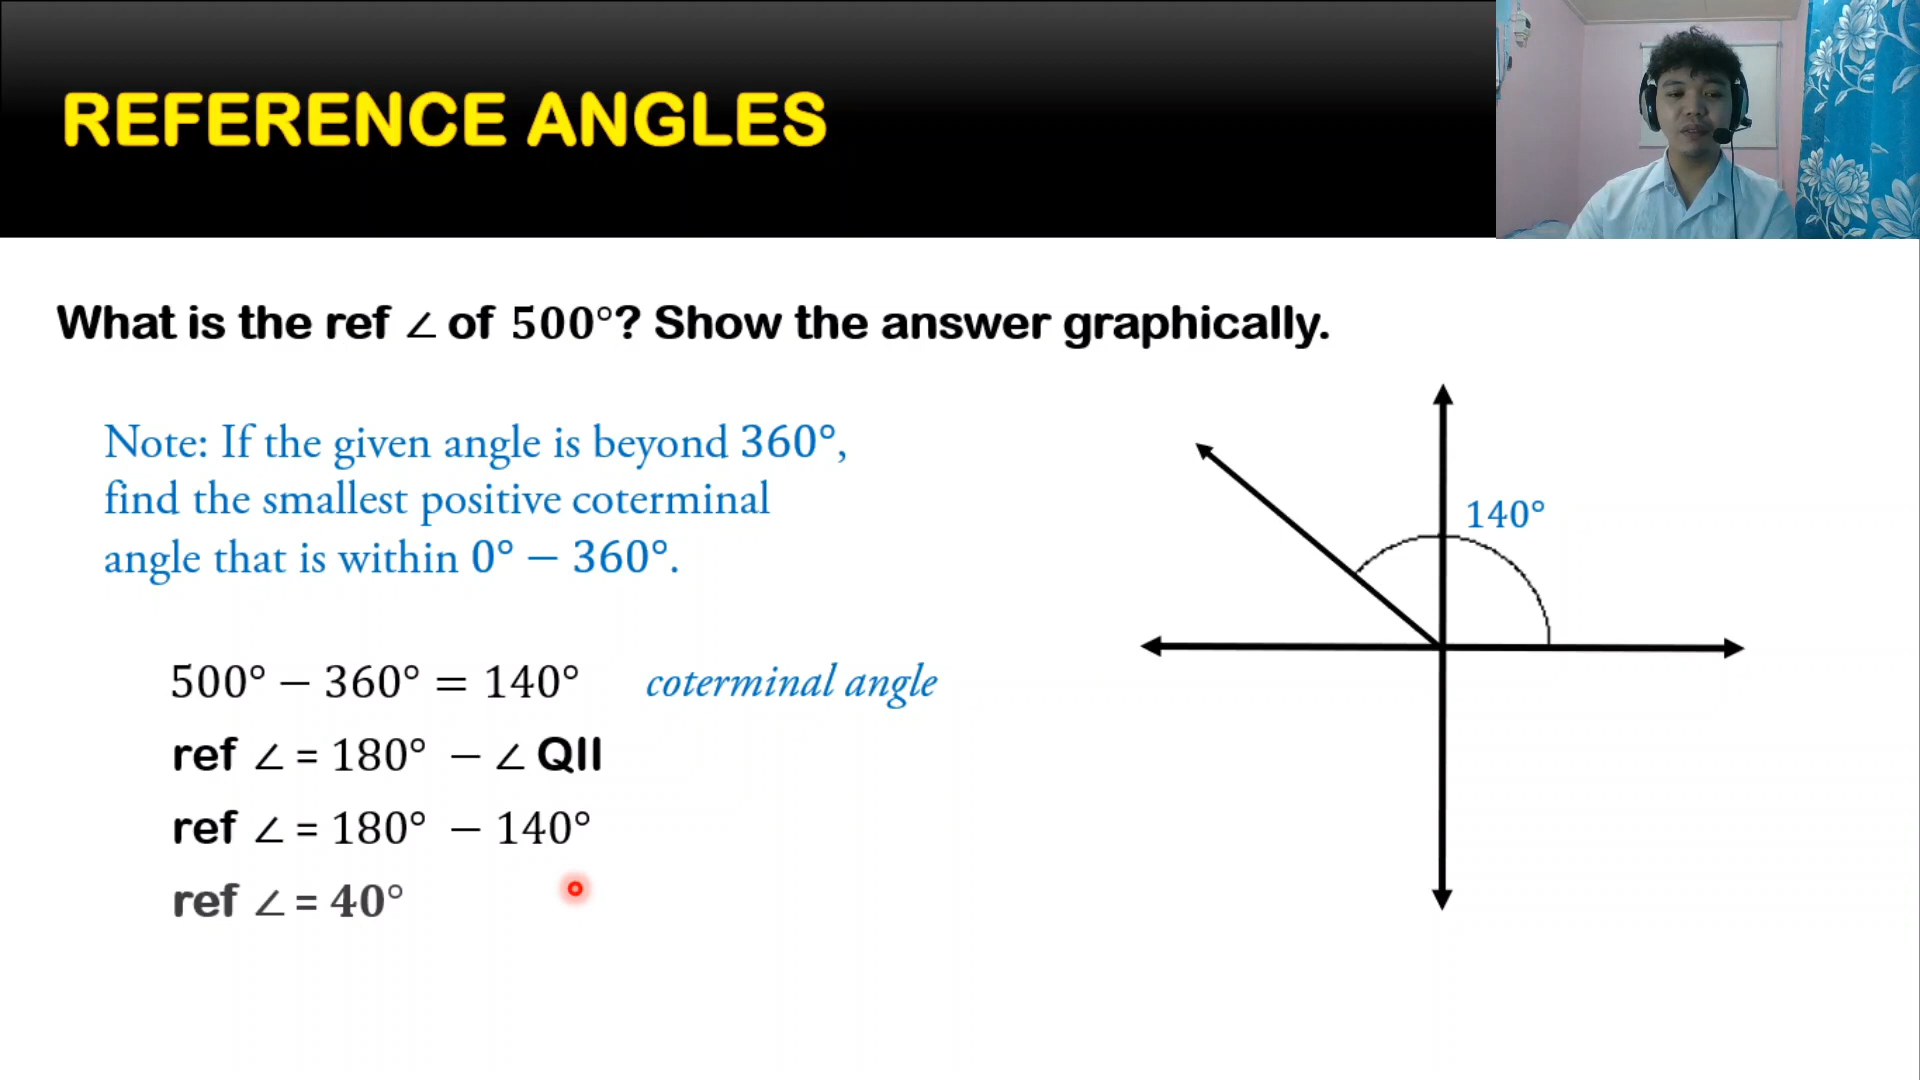 REFERENCE ANGLES
What is the ref ∠ of 500°? Show the answer graphically.
Note: If the given angle is beyond 360°,
find the smallest positive coterminal
angle that is within 0° − 360°.
140°
500° − 360° = 140° coterminal angle
ref ∠ = 180° − ∠ QII
ref ∠ = 180° − 140°
ref ∠ = 40°